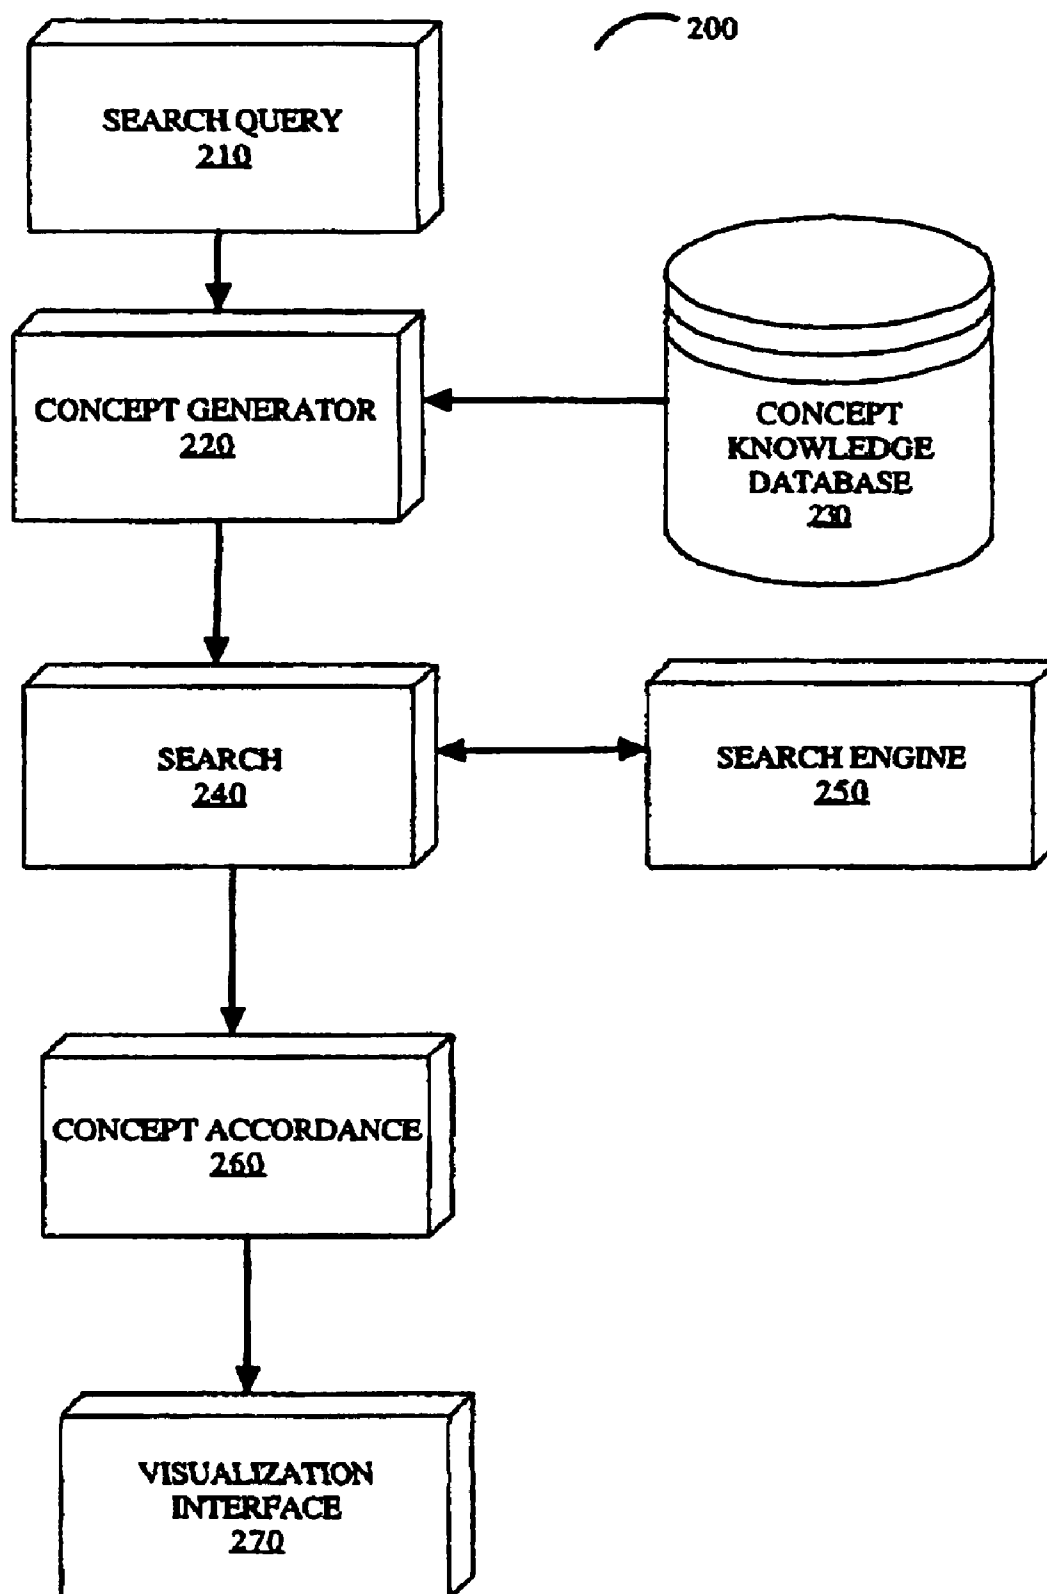 200
SEARCH QUERY
210
CONCEPT GENERATOR
220
CONCEPT
KNOWLEDGE
DATABASE
230
SEARCH
240
SEARCH ENGINE
250
CONCEPT ACCORDANCE
260
VISUALIZATION
INTERFACE
270